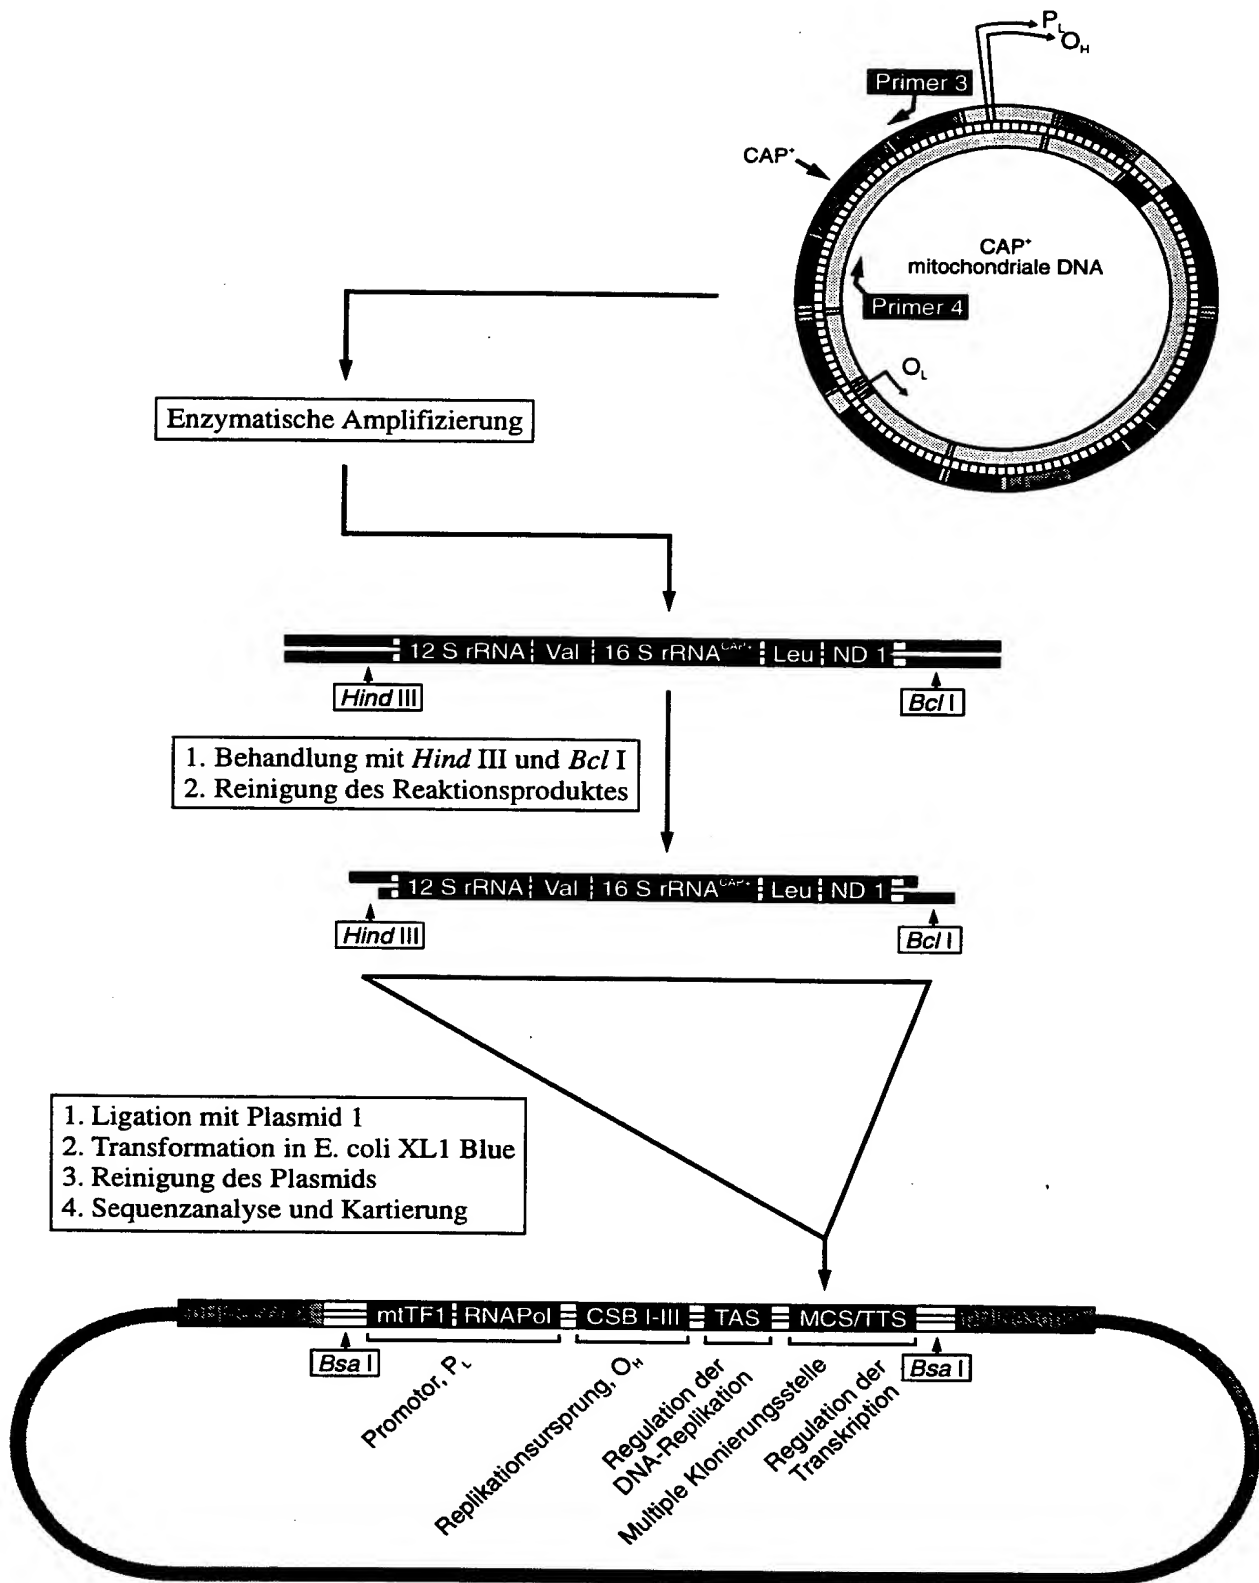 P_L
O_H
Primer 3
CAP⁺
CAP⁺
mitochondriale DNA
Primer 4
O_L
Enzymatische Amplifizierung
12 S rRNA Val 16 S rRNA^CAP+ Leu ND 1
Hind III
Bcl I
1. Behandlung mit Hind III und Bcl I
2. Reinigung des Reaktionsproduktes
12 S rRNA Val 16 S rRNA^CAP+ Leu ND 1
Hind III
Bcl I
1. Ligation mit Plasmid 1
2. Transformation in E. coli XL1 Blue
3. Reinigung des Plasmids
4. Sequenzanalyse und Kartierung
mtTF1 RNAPol CSB I-III TAS MCS/TTS
Bsa I
Bsa I
Promotor, P_L
Replikationsursprung, O_H
Regulation der
DNA-Replikation
Multiple Klonierungsstelle
Regulation der
Transkription